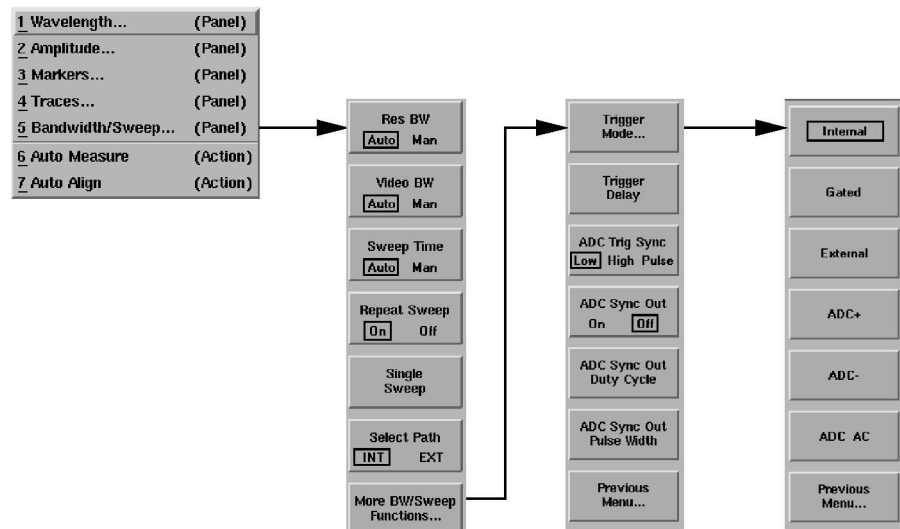 1 Wavelength... (Panel)
2 Amplitude... (Panel)
3 Markers... (Panel)
4 Traces... (Panel)
5 Bandwidth/Sweep... (Panel)
6 Auto Measure (Action)
7 Auto Align (Action)
Res BW
Auto Man
Video BW
Auto Man
Sweep Time
Auto Man
Repeat Sweep
On Off
Single
Sweep
Select Path
INT EXT
More BW/Sweep
Functions...
Trigger
Mode...
Trigger
Delay
ADC Trig Sync
Low High Pulse
ADC Sync Out
On Off
ADC Sync Out
Duty Cycle
ADC Sync Out
Pulse Width
Previous
Menu...
Internal
Gated
External
ADC+
ADC-
ADC AC
Previous
Menu...